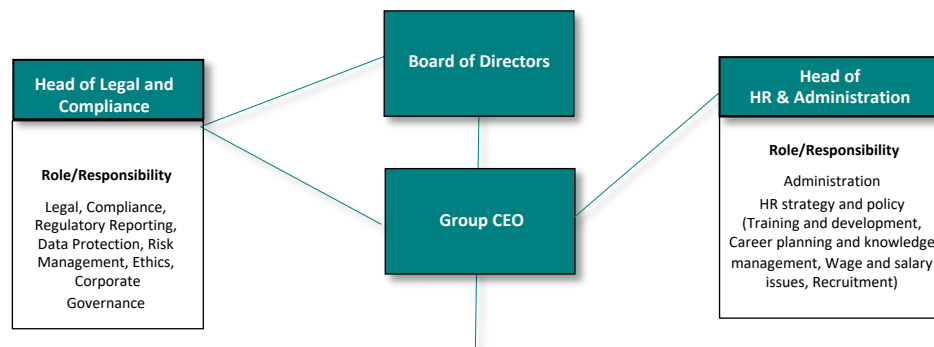 Head of Legal and
Compliance
Role/Responsibility
Legal, Compliance,
Regulatory Reporting,
Data Protection, Risk
Management, Ethics,
Corporate
Governance
Board of Directors
Group CEO
Head of
HR & Administration
Role/Responsibility
Administration
HR strategy and policy
(Training and development,
Career planning and knowledge
management, Wage and salary
issues, Recruitment)